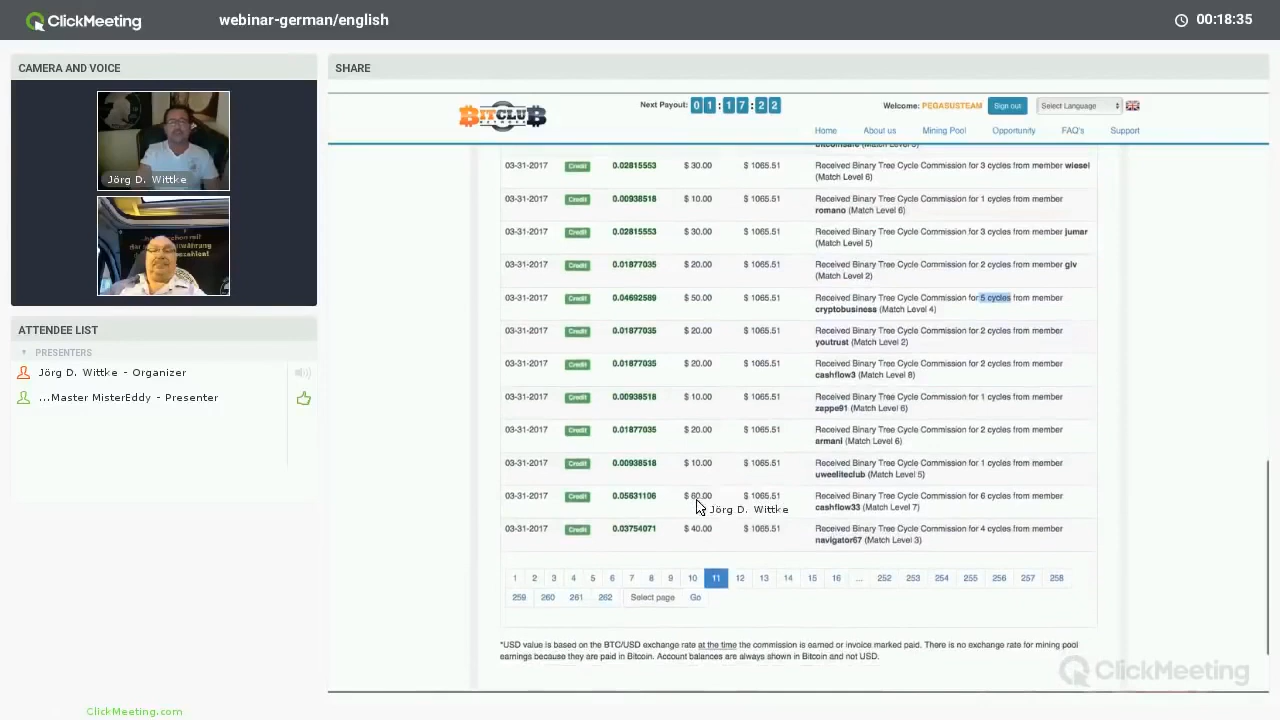 ClickMeeting
webinar-german/english
00:18:35
CAMERA AND VOICE
SHARE
Jörg D. Wittke
ATTENDEE LIST
PRESENTERS
Jörg D. Wittke - Organizer
...Master MisterEddy - Presenter
ClickMeeting.com
BITCLUB
NETWORK
Next Payout: 01:17:22
Welcome: PEGASUSTEAM Sign out Select Language
Home About us Mining Pool Opportunity FAQ's Support
03-31-2017 Credit 0.02815553 $ 30.00 $ 1065.51 Received Binary Tree Cycle Commission for 3 cycles from member wiesel
(Match Level 6)
03-31-2017 Credit 0.00938518 $ 10.00 $ 1065.51 Received Binary Tree Cycle Commission for 1 cycles from member
romano (Match Level 6)
03-31-2017 Credit 0.02815553 $ 30.00 $ 1065.51 Received Binary Tree Cycle Commission for 3 cycles from member jumar
(Match Level 5)
03-31-2017 Credit 0.01877035 $ 20.00 $ 1065.51 Received Binary Tree Cycle Commission for 2 cycles from member giv
(Match Level 2)
03-31-2017 Credit 0.04692589 $ 50.00 $ 1065.51 Received Binary Tree Cycle Commission for 5 cycles from member
cryptobusiness (Match Level 4)
03-31-2017 Credit 0.01877035 $ 20.00 $ 1065.51 Received Binary Tree Cycle Commission for 2 cycles from member
youtrust (Match Level 2)
03-31-2017 Credit 0.01877035 $ 20.00 $ 1065.51 Received Binary Tree Cycle Commission for 2 cycles from member
cashflow3 (Match Level 8)
03-31-2017 Credit 0.00938518 $ 10.00 $ 1065.51 Received Binary Tree Cycle Commission for 1 cycles from member
zappe91 (Match Level 6)
03-31-2017 Credit 0.01877035 $ 20.00 $ 1065.51 Received Binary Tree Cycle Commission for 2 cycles from member
armani (Match Level 6)
03-31-2017 Credit 0.00938518 $ 10.00 $ 1065.51 Received Binary Tree Cycle Commission for 1 cycles from member
uweeliteclub (Match Level 5)
03-31-2017 Credit 0.05631106 $ 60.00 $ 1065.51 Received Binary Tree Cycle Commission for 6 cycles from member
cashflow33 (Match Level 7)
Jörg D. Wittke
03-31-2017 Credit 0.03754071 $ 40.00 $ 1065.51 Received Binary Tree Cycle Commission for 4 cycles from member
navigator67 (Match Level 3)
1 2 3 4 5 6 7 8 9 10 11 12 13 14 15 16 ... 252 253 254 255 256 257 258
259 260 261 262 Select page Go
*USD value is based on the BTC/USD exchange rate at the time the commission is earned or invoice marked paid. There is no exchange rate for mining pool
earnings because they are paid in Bitcoin. Account balances are always shown in Bitcoin and not USD.
ClickMeeting